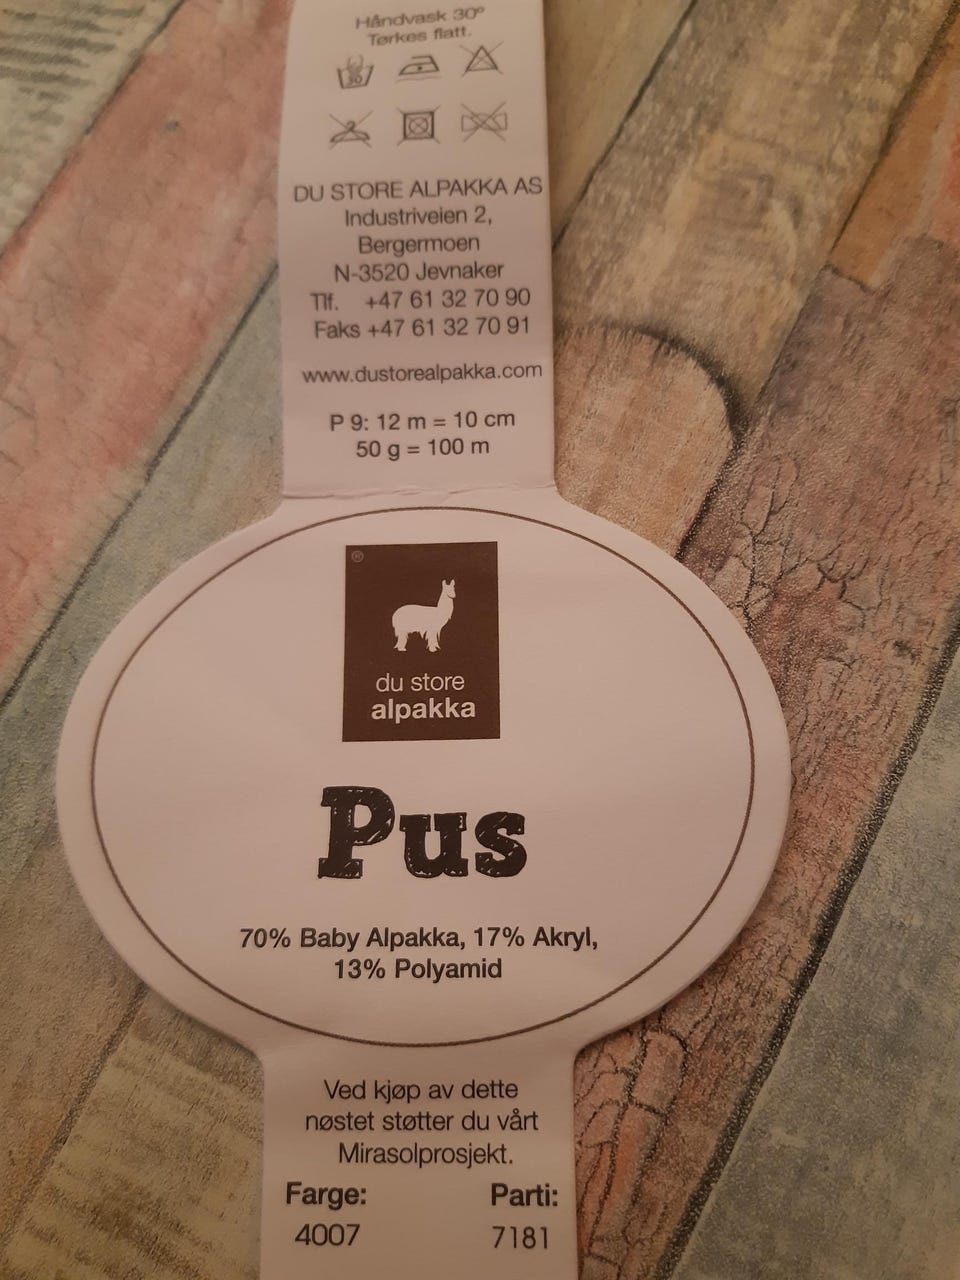 Håndvask 30°
Tørkes flatt.
30
DU STORE ALPAKKA AS
Industriveien 2,
Bergermoen
N-3520 Jevnaker
Tlf. +47 61 32 70 90
Faks +47 61 32 70 91
www.dustorealpakka.com
P 9: 12 m = 10 cm
50 g = 100 m
®
du store
alpakka
Pus
70% Baby Alpakka, 17% Akryl,
13% Polyamid
Ved kjøp av dette
nøstet støtter du vårt
Mirasolprosjekt.
Farge: Parti:
4007 7181